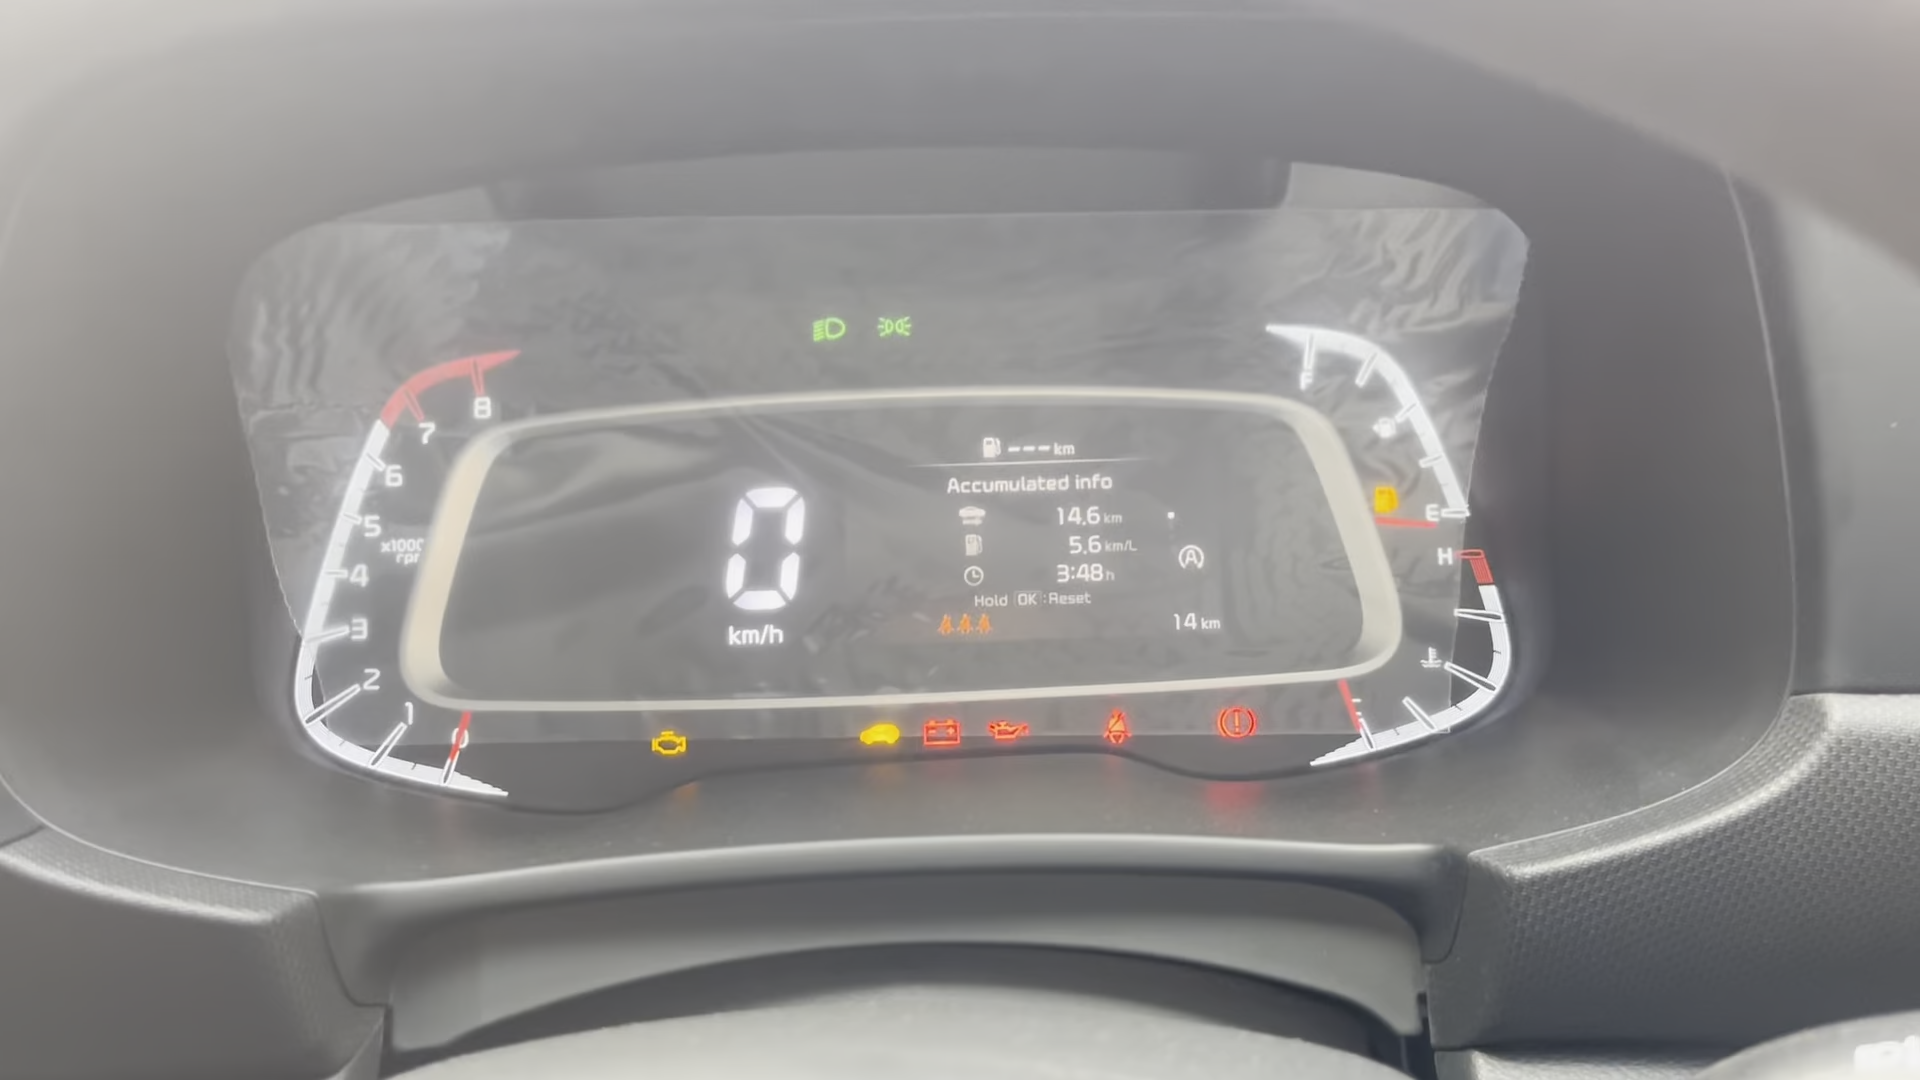 8
7
6
5
x1000
rpm
4
3
2
1
0
0
km/h
--- km
Accumulated info
14.6 km
5.6 km/L
3:48 h
Hold OK : Reset
14 km
A
F
E
H